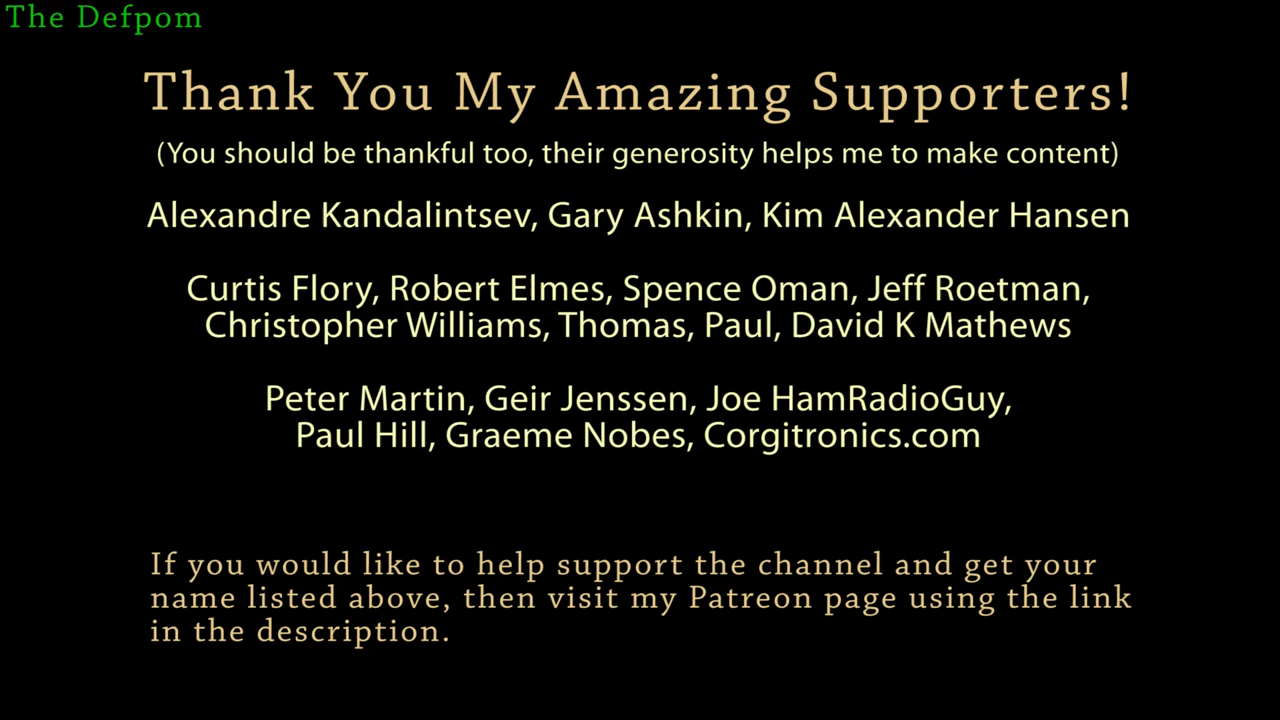 The Defpom
Thank You My Amazing Supporters!
(You should be thankful too, their generosity helps me to make content)
Alexandre Kandalintsev, Gary Ashkin, Kim Alexander Hansen
Curtis Flory, Robert Elmes, Spence Oman, Jeff Roetman,
Christopher Williams, Thomas, Paul, David K Mathews
Peter Martin, Geir Jenssen, Joe HamRadioGuy,
Paul Hill, Graeme Nobes, Corgitronics.com
If you would like to help support the channel and get your
name listed above, then visit my Patreon page using the link
in the description.